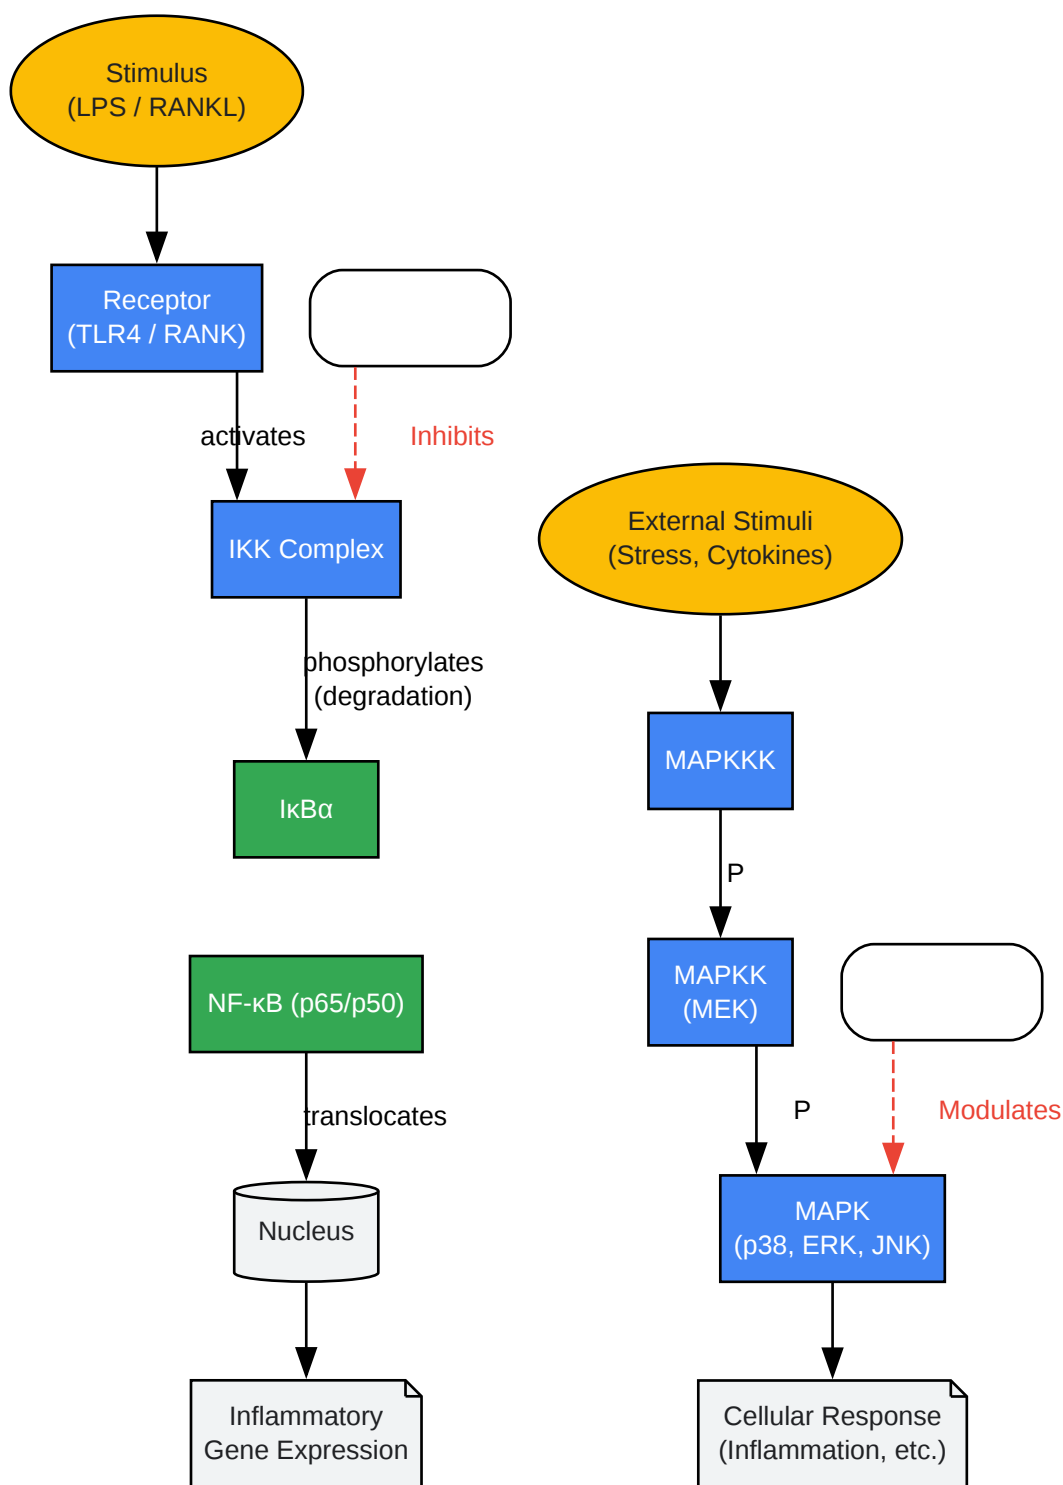 Stimulus
(LPS / RANKL)
Receptor
(TLR4 / RANK)
activates
Inhibits
IKK Complex
phosphorylates
(degradation)
IκBα
NF-κB (p65/p50)
translocates
Nucleus
Inflammatory
Gene Expression
External Stimuli
(Stress, Cytokines)
MAPKKK
P
MAPKK
(MEK)
P
Modulates
MAPK
(p38, ERK, JNK)
Cellular Response
(Inflammation, etc.)